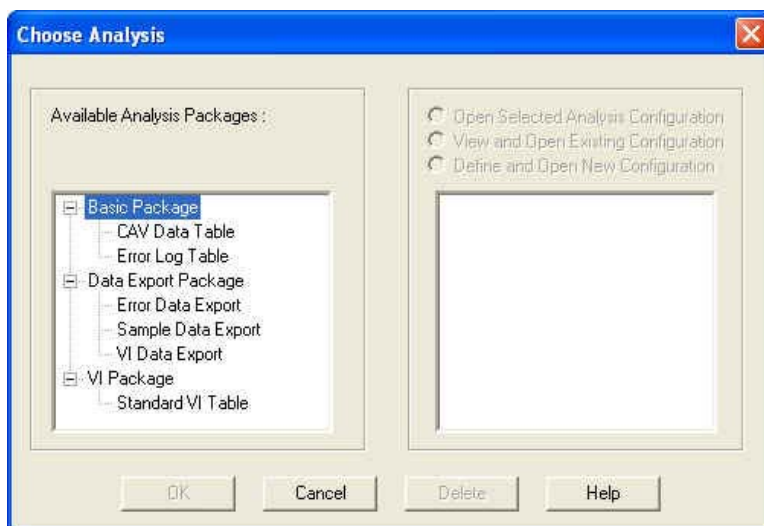 Choose Analysis
Available Analysis Packages :
Basic Package
CAV Data Table
Error Log Table
Data Export Package
Error Data Export
Sample Data Export
VI Data Export
VI Package
Standard VI Table
Open Selected Analysis Configuration
View and Open Existing Configuration
Define and Open New Configuration
OK
Cancel
Delete
Help